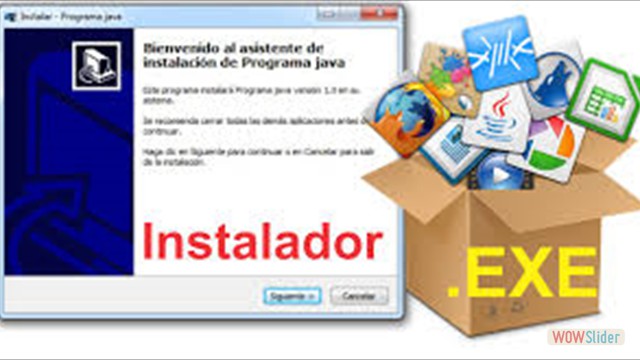 Instalar - Programa java
Bienvenido al asistente de
instalación de Programa java
Este programa instalará Programa java versión 1.0 en su
sistema.
Se recomienda cerrar todas las demás aplicaciones antes de
continuar.
Haga clic en Siguiente para continuar o en Cancelar para salir
de la instalación.
Instalador
.EXE
Siguiente >
Cancelar
Java
WOWSlider